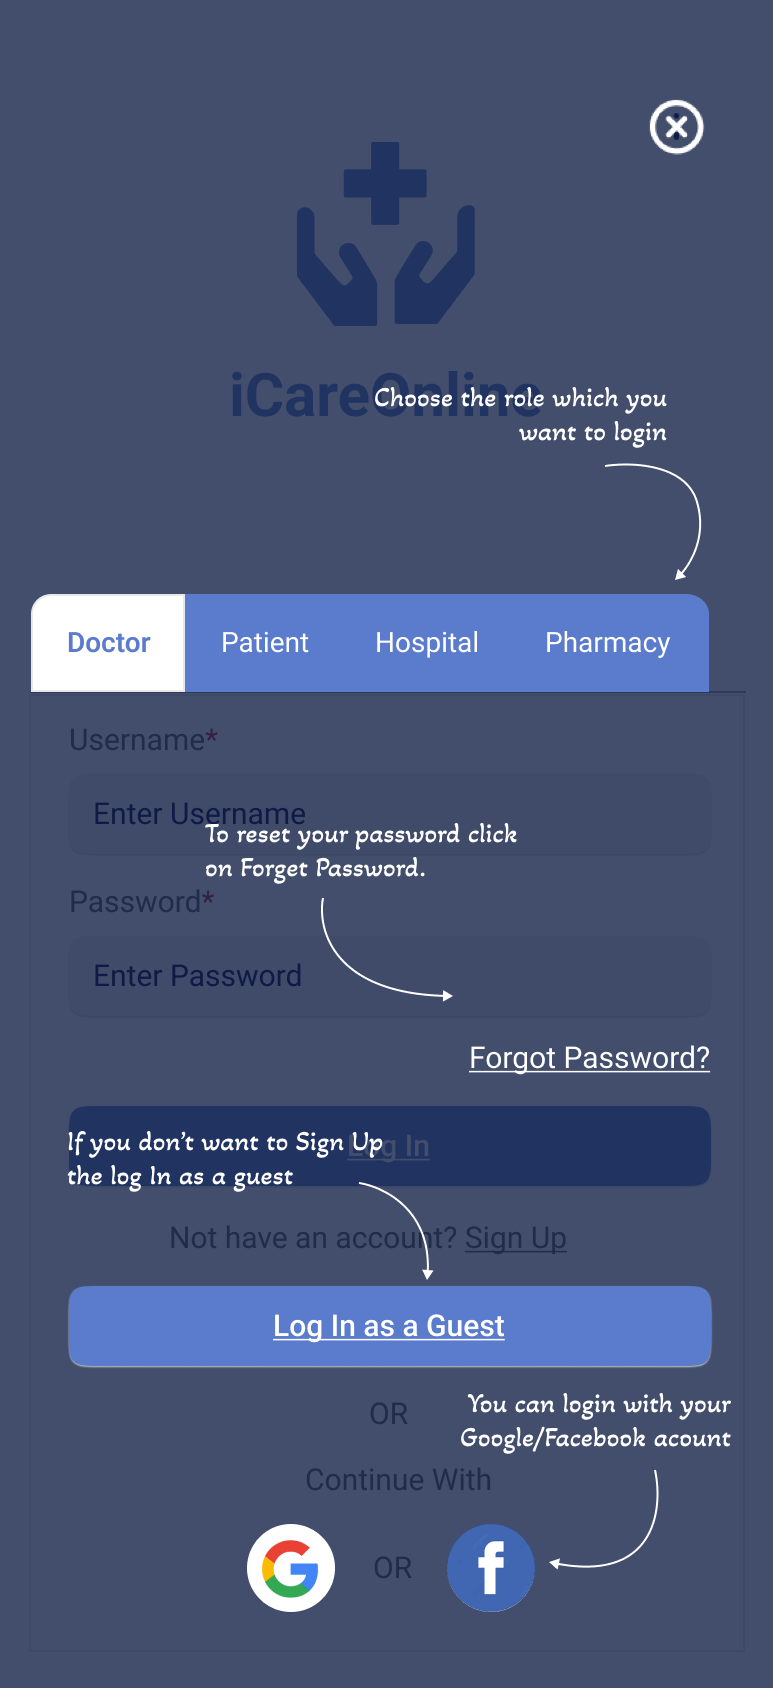 iCareOnline
Choose the role which you
want to login
Doctor Patient Hospital Pharmacy
Username*
Enter Username
To reset your password click
on Forget Password.
Password*
Enter Password
Forgot Password?
Log In
If you don't want to Sign Up
the log In as a guest
Not have an account? Sign Up
Log In as a Guest
OR
You can login with your
Google/Facebook acount
Continue With
G OR f